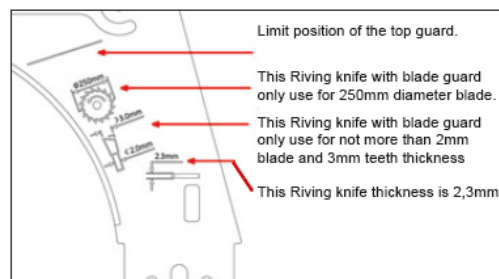 Limit position of the top guard.
Φ250mm
This Riving knife with blade guard
only use for 250mm diameter blade.
>3.0mm
This Riving knife with blade guard
only use for not more than 2mm
blade and 3mm teeth thickness
≤2.0mm
2.3mm
This Riving knife thickness is 2,3mm